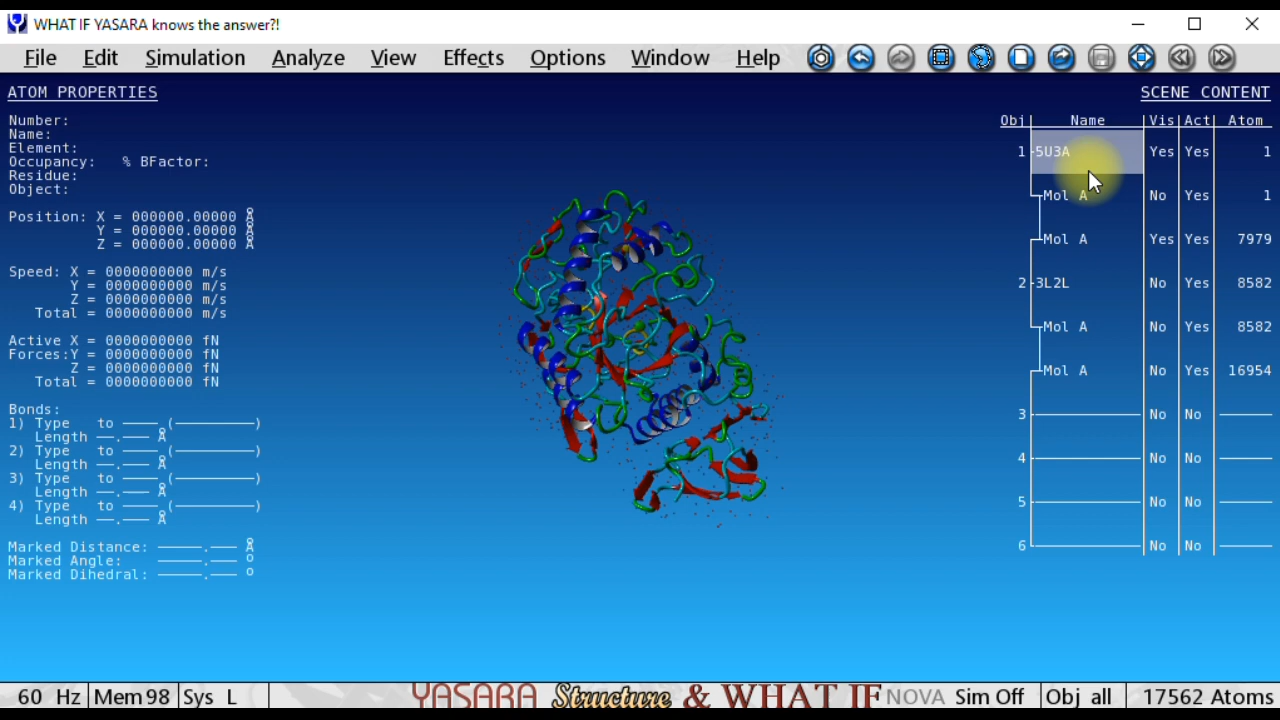 WHAT IF YASARA knows the answer?!
File Edit Simulation Analyze View Effects Options Window Help
ATOM PROPERTIES
Number:
Name:
Element:
Occupancy: % BFactor:
Residue:
Object:
Position: X = 000000.00000 Å
Y = 000000.00000 Å
Z = 000000.00000 Å
Speed: X = 0000000000 m/s
Y = 0000000000 m/s
Z = 0000000000 m/s
Total = 0000000000 m/s
Active X = 0000000000 fN
Forces:Y = 0000000000 fN
Z = 0000000000 fN
Total = 0000000000 fN
Bonds:
1) Type to ——— (————————)
Length ——.——— Å
2) Type to ——— (————————)
Length ——.——— Å
3) Type to ——— (————————)
Length ——.——— Å
4) Type to ——— (————————)
Length ——.——— Å
Marked Distance: ————.——— Å
Marked Angle: ————.——— o
Marked Dihedral: ————.——— o
SCENE CONTENT
Obj Name Vis Act Atom
1 5U3A Yes Yes 1
Mol A No Yes 1
Mol A Yes Yes 7979
2 3L2L No Yes 8582
Mol A No Yes 8582
Mol A No Yes 16954
3 No No
4 No No
5 No No
6 No No
60 Hz Mem 98 Sys L YASARA Structure & WHAT IF NOVA Sim Off Obj all 17562 Atoms